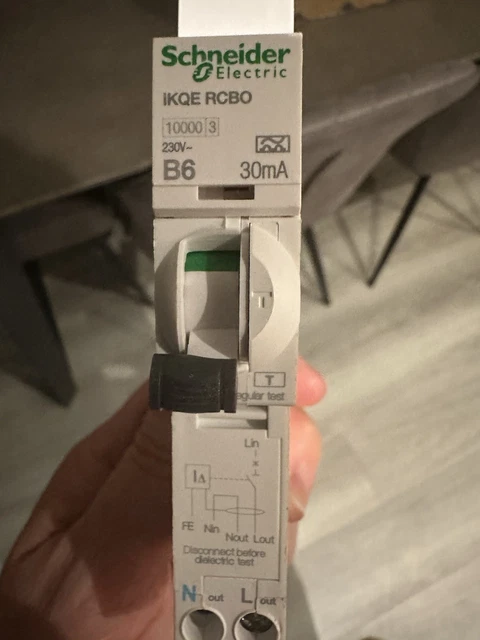 Schneider
Electric
iKQE RCBO
10000 3
230V~
B6 30mA
T
test
Lin
IΔ
FE Nin
Nout Lout
Disconnect before
dielectric test
N out L out